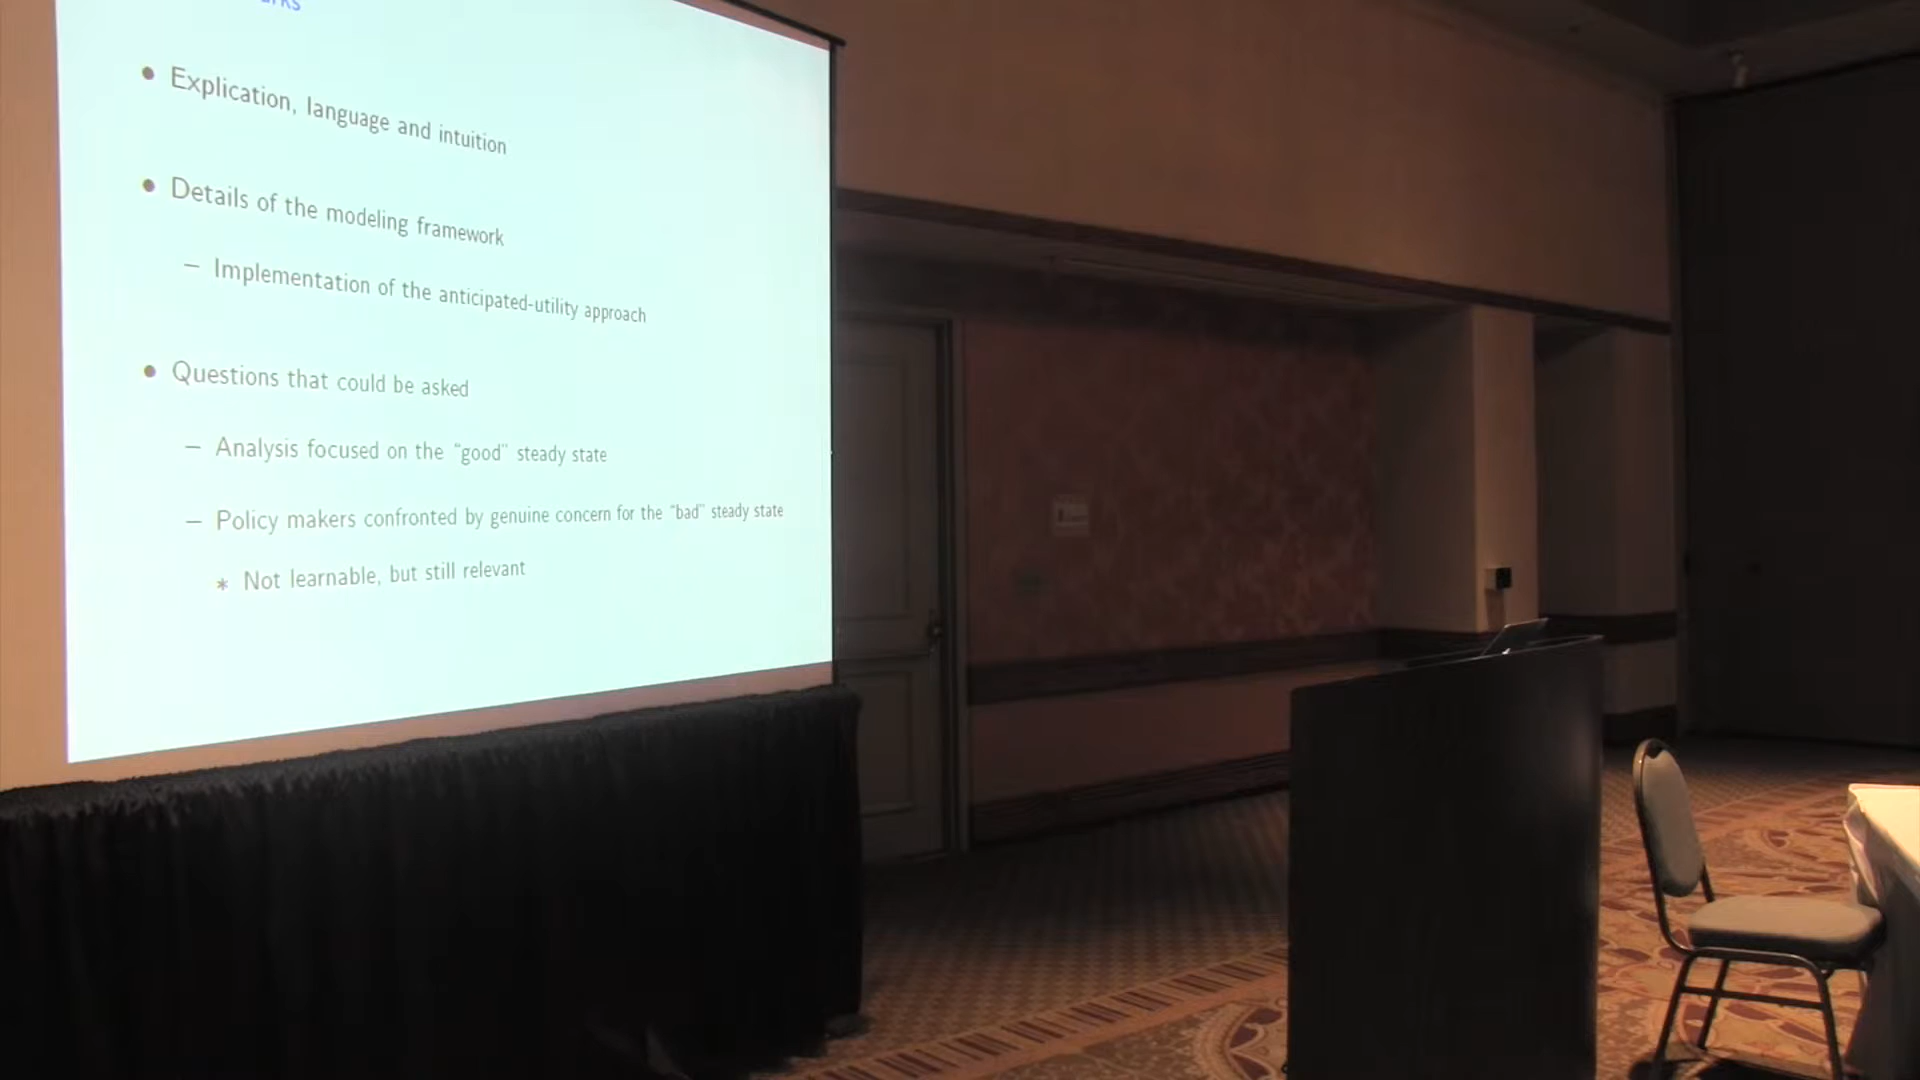 • Explication, language and intuition
• Details of the modeling framework
– Implementation of the anticipated-utility approach
• Questions that could be asked
– Analysis focused on the “good” steady state
– Policy makers confronted by genuine concern for the “bad” steady state
* Not learnable, but still relevant